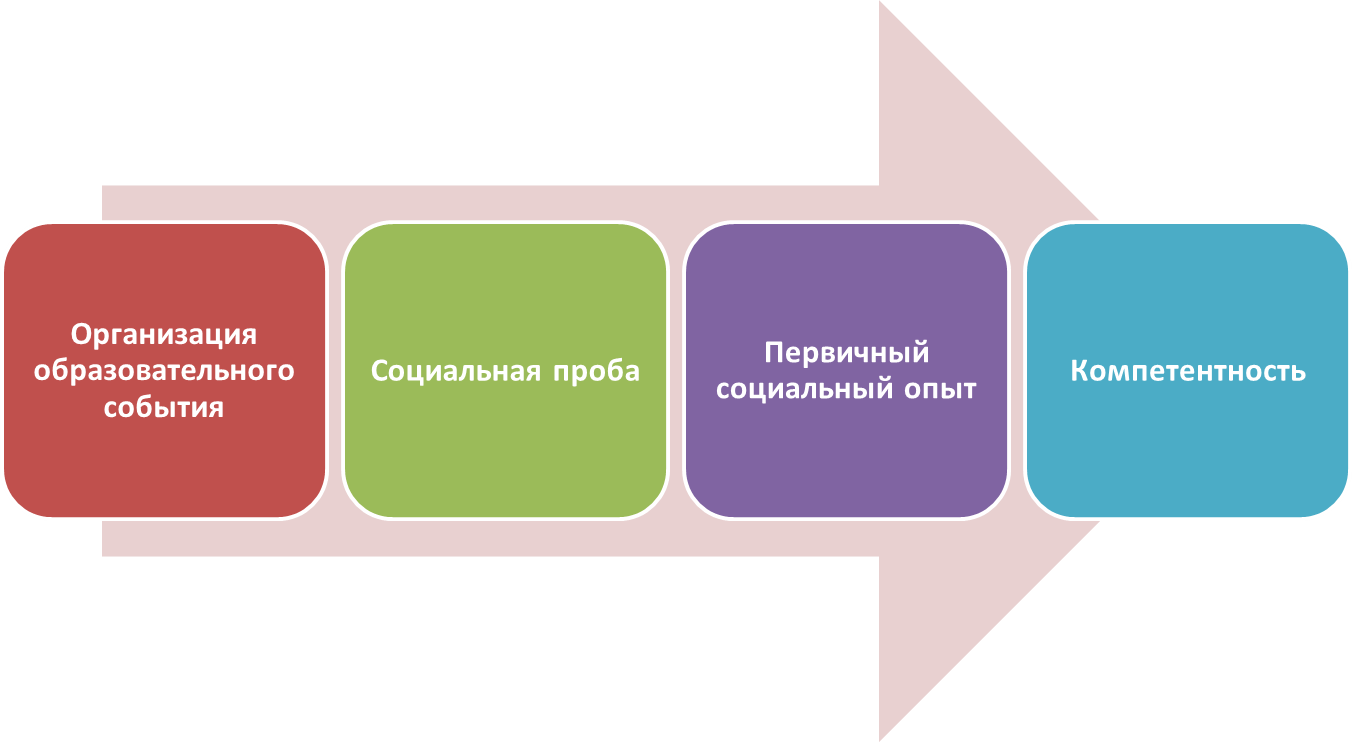 Организация
образовательного
события
Социальная проба
Первичный
социальный опыт
Компетентность